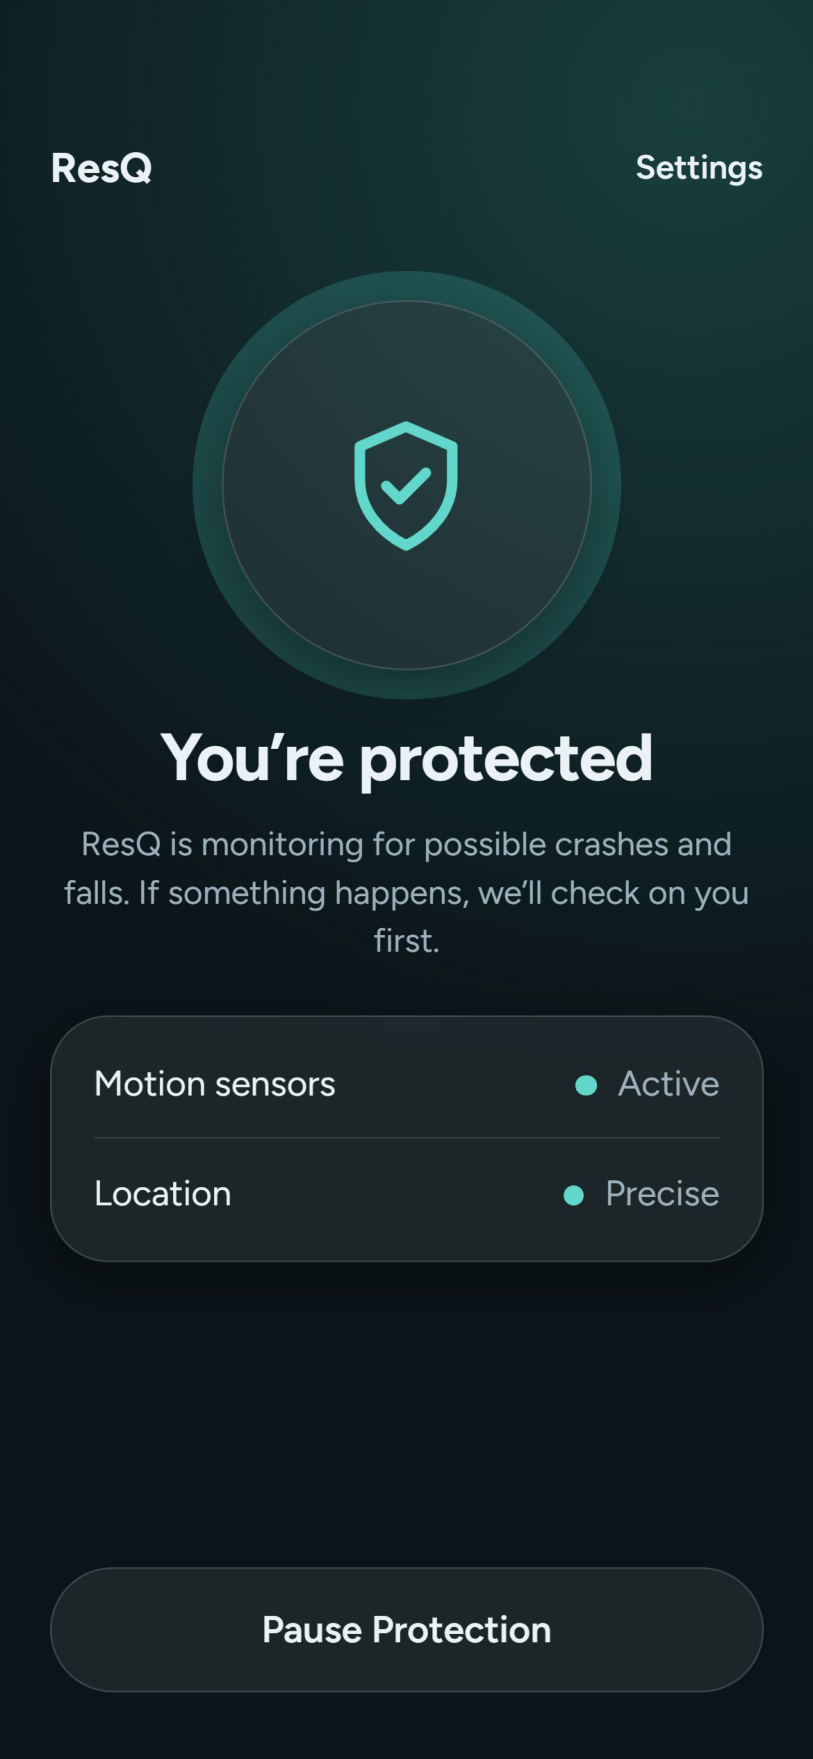 ResQ
Settings
You’re protected
ResQ is monitoring for possible crashes and
falls. If something happens, we’ll check on you
first.
Motion sensors
Active
Location
Precise
Pause Protection